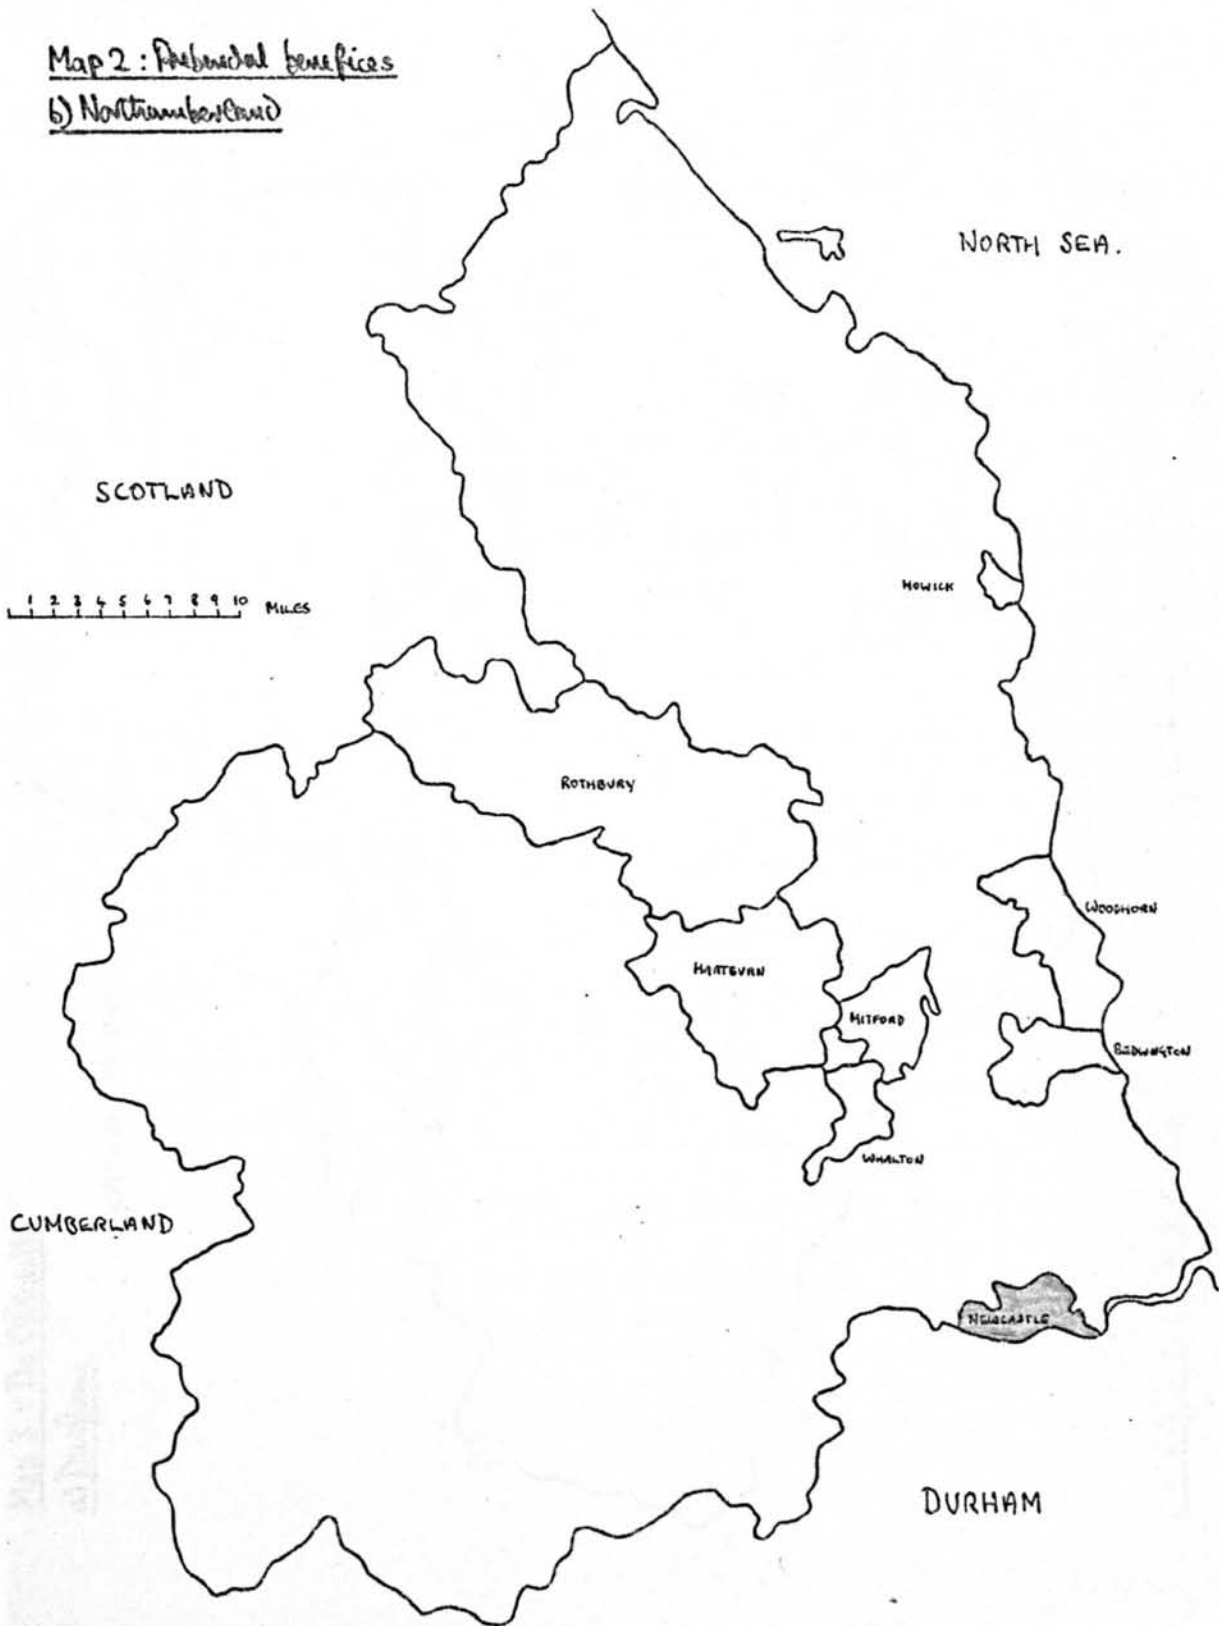 Map 2 : Prebendal benefices
b) Northumberland
NORTH SEA.
SCOTLAND
HOWICK
1 2 3 4 5 6 7 8 9 10 MILES
ROTHBURY
WOODHORN
HARTBURN
MITFORD
BEDLINGTON
WHALTON
CUMBERLAND
NEWCASTLE
DURHAM